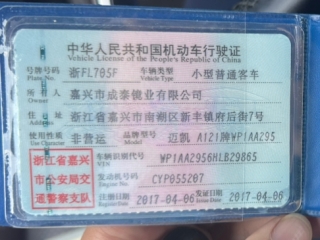 中华人民共和国机动车行驶证
Vehicle License of the People's Republic of China
号牌号码 浙FL705F 车辆类型 小型普通客车
Plate No. Vehicle Type
所有人 嘉兴市成泰镜业有限公司
Owner
住址 浙江省嘉兴市南湖区新丰镇府后街7号
Address
使用性质 非营运 品牌型号
Use Character Model
浙江省嘉兴
市公安局交
通警察支队
车辆识别代号 WP1AA2956HLB29865
VIN
发动机号码 CYP055207
Engine No.
注册日期 2017-04-06 发证日期 2017-04-06
Register Date Issue Date